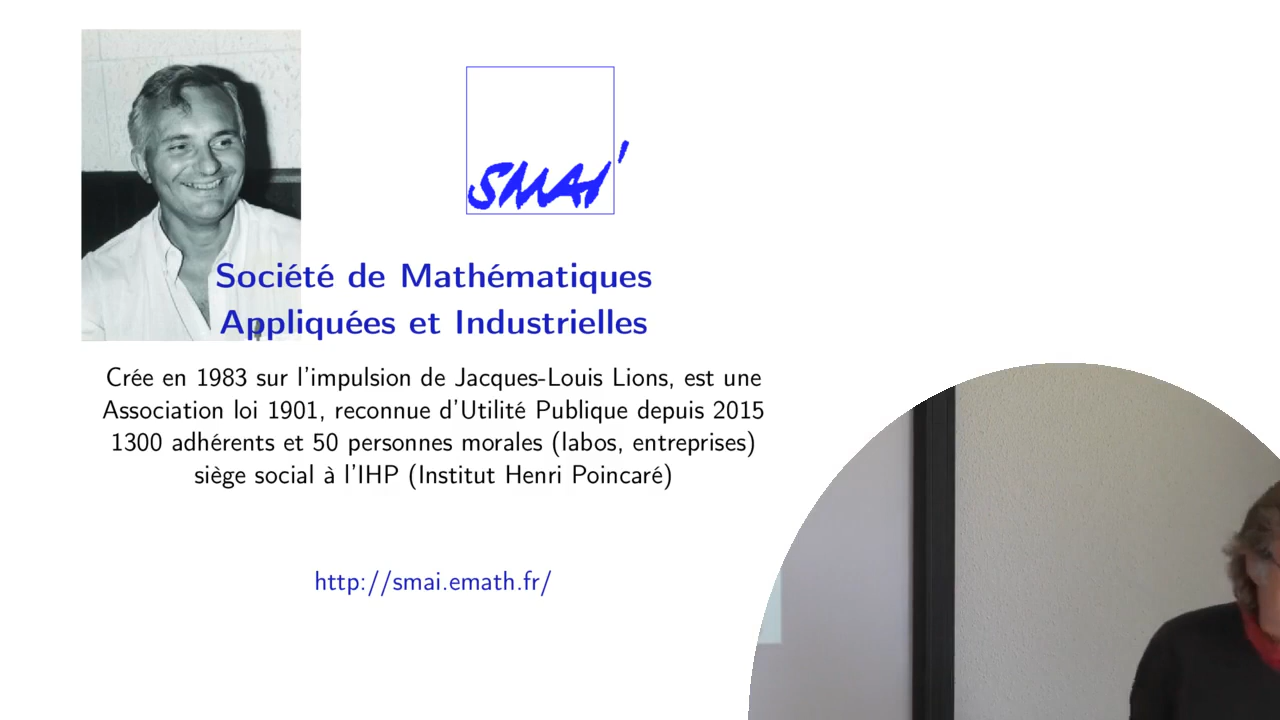 SMAI
Société de Mathématiques
Appliquées et Industrielles
Crée en 1983 sur l'impulsion de Jacques-Louis Lions, est une
Association loi 1901, reconnue d'Utilité Publique depuis 2015
1300 adhérents et 50 personnes morales (labos, entreprises)
siège social à l'IHP (Institut Henri Poincaré)
http://smai.emath.fr/